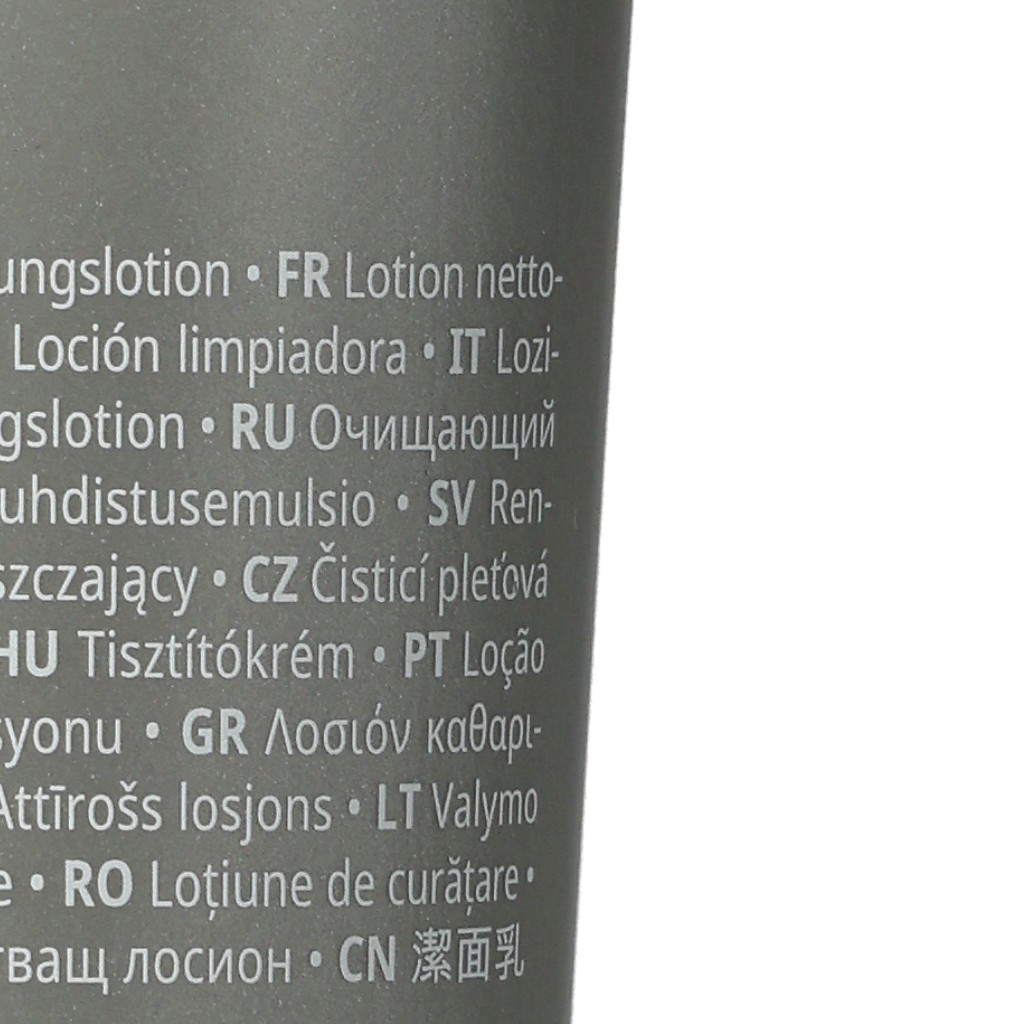 ungslotion • FR Lotion netto-
Loción limpiadora • IT Lozi-
gslotion • RU Очищающий
uhdistusemulsio • SV Ren-
szczający • CZ Čisticí pleťová
HU Tisztítókrém • PT Loção
syonu • GR Λοσιόν καθαρι-
Attīrošs losjons • LT Valymo
e • RO Loțiune de curățare •
тващ лосион • CN 潔面乳